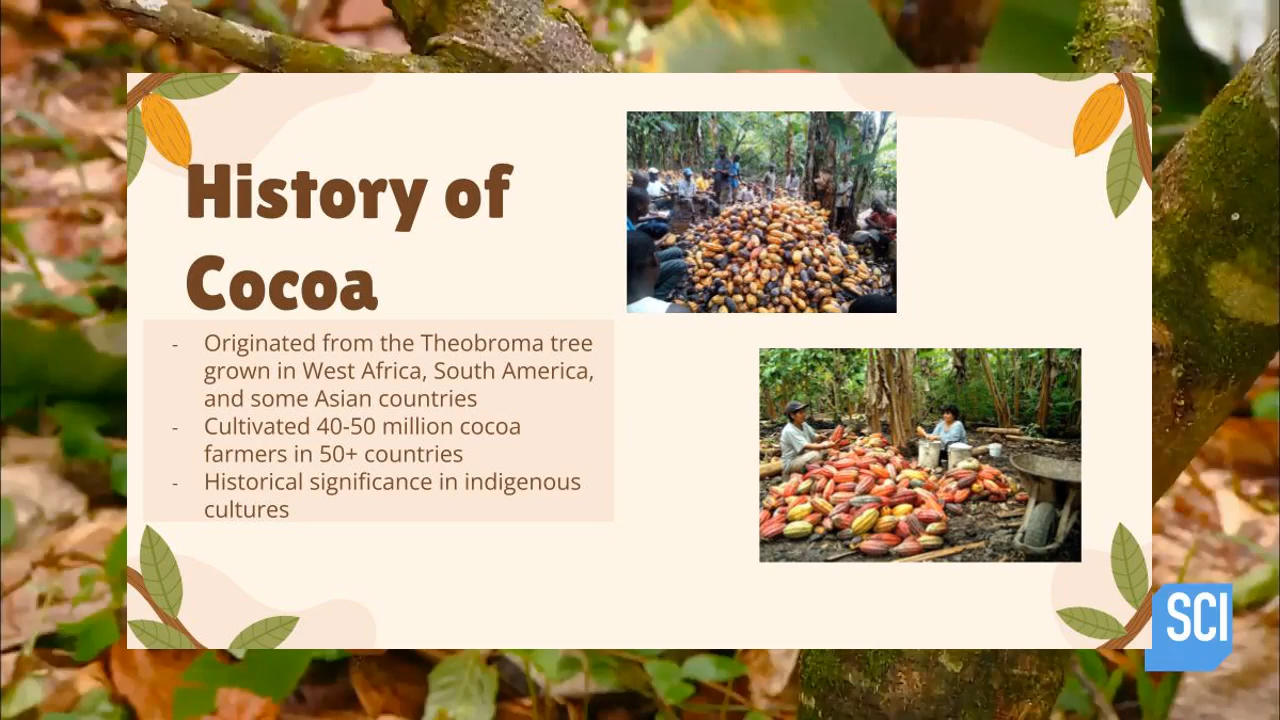 History of
Cocoa
- Originated from the Theobroma tree
grown in West Africa, South America,
and some Asian countries
- Cultivated 40-50 million cocoa
farmers in 50+ countries
- Historical significance in indigenous
cultures
SCI